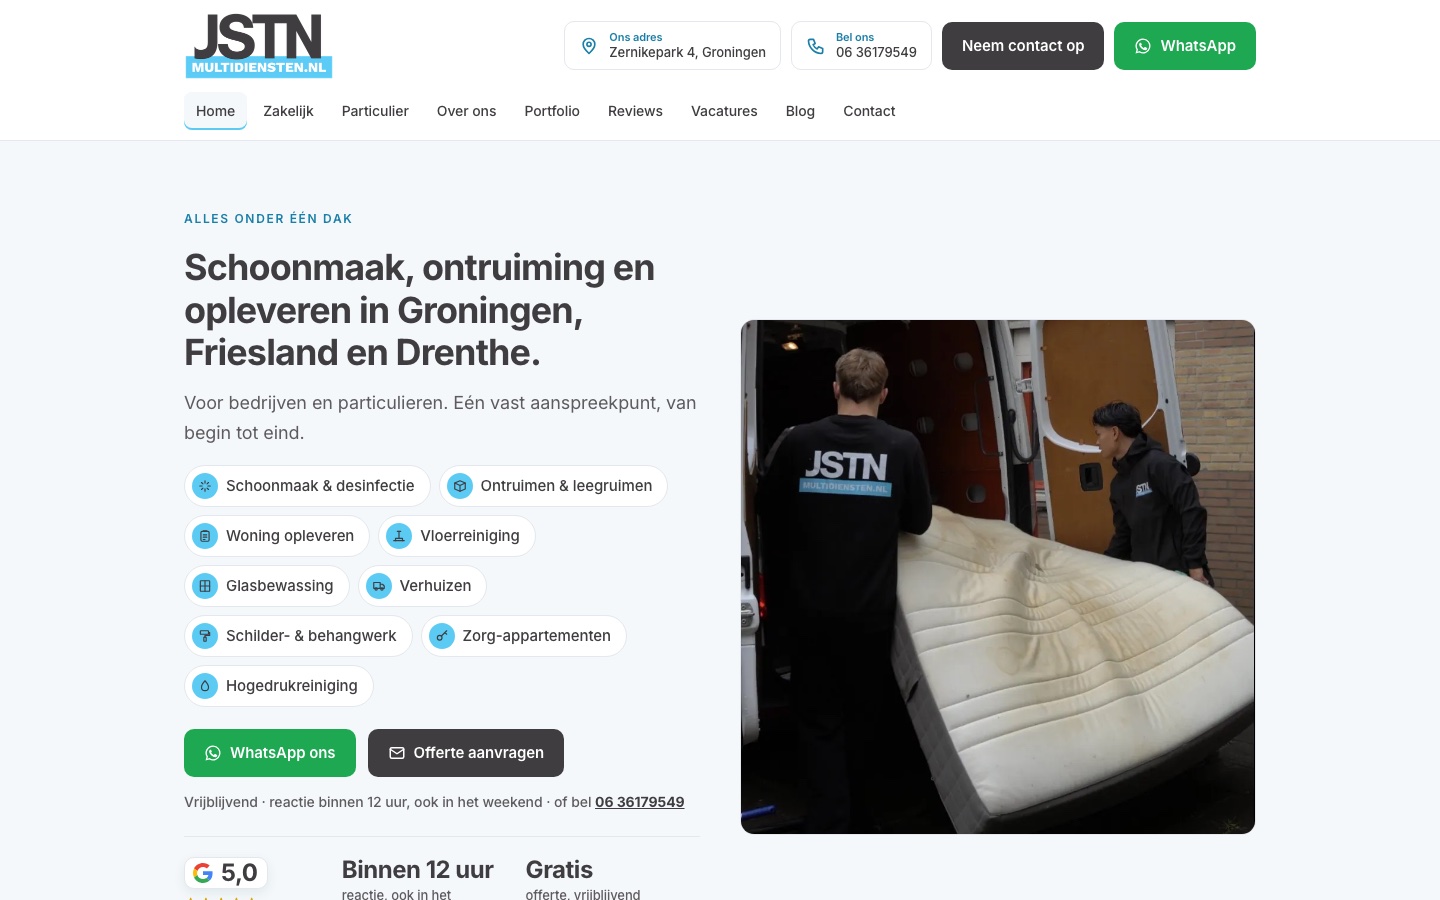 JSTN
MULTIDIENSTEN.NL
Ons adres
Zernikepark 4, Groningen
Bel ons
06 36179549
Neem contact op
WhatsApp
Home
Zakelijk
Particulier
Over ons
Portfolio
Reviews
Vacatures
Blog
Contact
ALLES ONDER ÉÉN DAK
Schoonmaak, ontruiming en
opleveren in Groningen,
Friesland en Drenthe.
Voor bedrijven en particulieren. Eén vast aanspreekpunt, van
begin tot eind.
Schoonmaak & desinfectie
Ontruimen & leegruimen
Woning opleveren
Vloerreiniging
Glasbewassing
Verhuizen
Schilder- & behangwerk
Zorg-appartementen
Hogedrukreiniging
WhatsApp ons
Offerte aanvragen
Vrijblijvend · reactie binnen 12 uur, ook in het weekend · of bel 06 36179549
JSTN
MULTIDIENSTEN.NL
JSTN
5,0
Binnen 12 uur
reactie, ook in het
Gratis
offerte, vrijblijvend